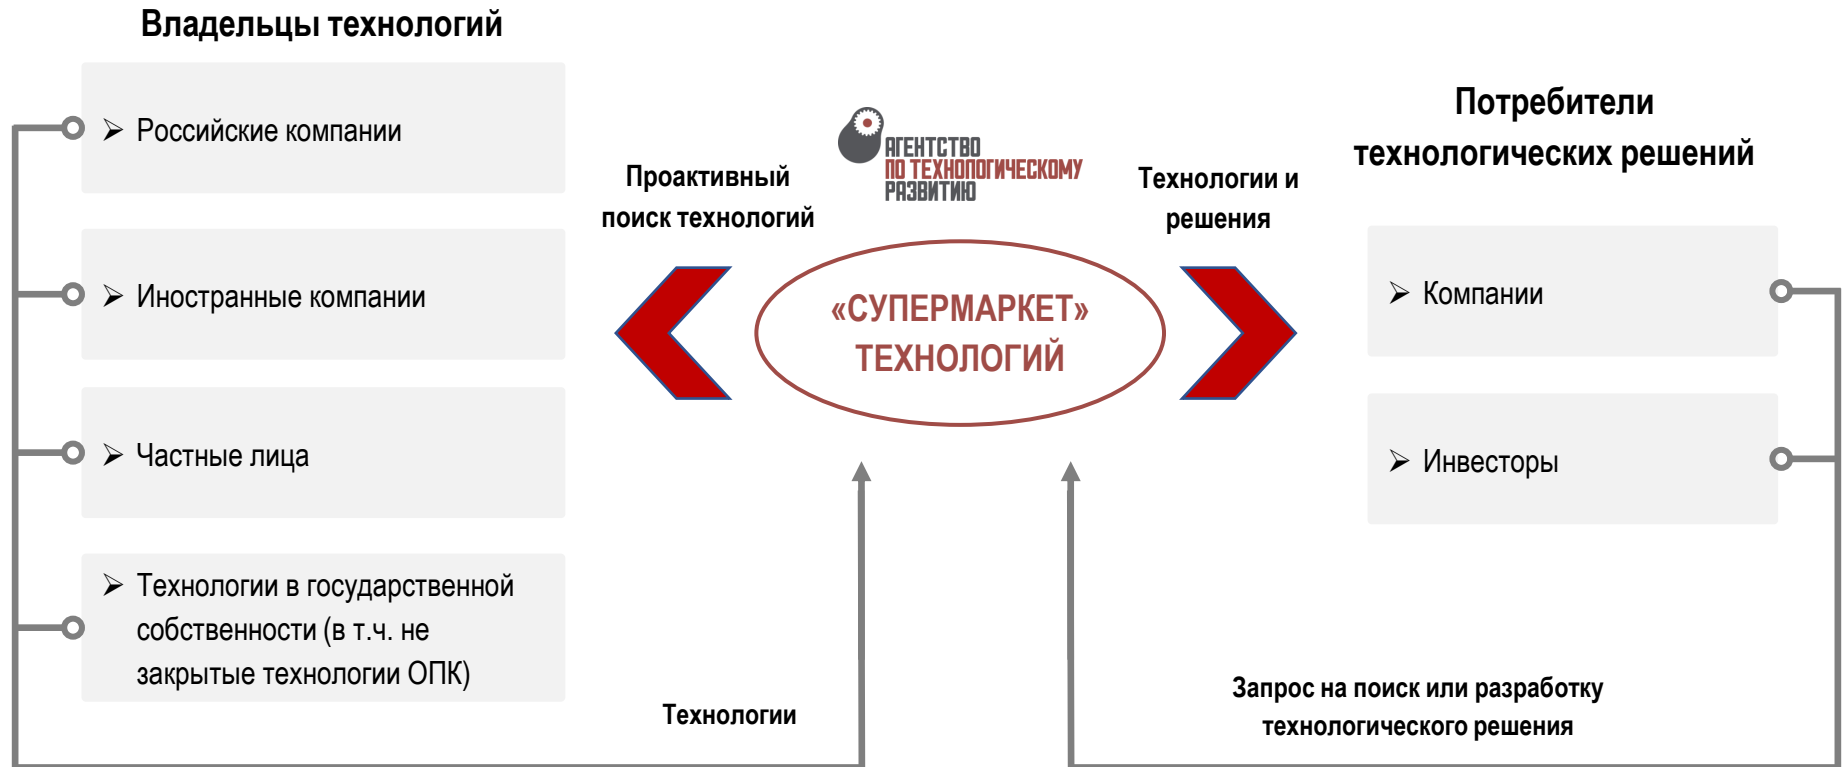 Владельцы технологий
➢ Российские компании
➢ Иностранные компании
➢ Частные лица
➢ Технологии в государственной
собственности (в т.ч. не
закрытые технологии ОПК)
Проактивный
поиск технологий
АГЕНТСТВО
ПО ТЕХНОЛОГИЧЕСКОМУ
РАЗВИТИЮ
«СУПЕРМАРКЕТ»
ТЕХНОЛОГИЙ
Технологии и
решения
Потребители
технологических решений
➢ Компании
➢ Инвесторы
Технологии
Запрос на поиск или разработку
технологического решения